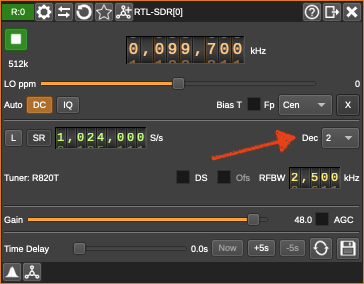 R:0 RTL-SDR[0]
512k 0,099,700 kHz
LO ppm 0
Auto DC IQ Bias T Fp Cen X
L SR 1,024,000 S/s Dec 2
Tuner: R820T DS Ofs RFBW 2,500 kHz
Gain 48.0 AGC
Time Delay 0.0s Now +5s -5s